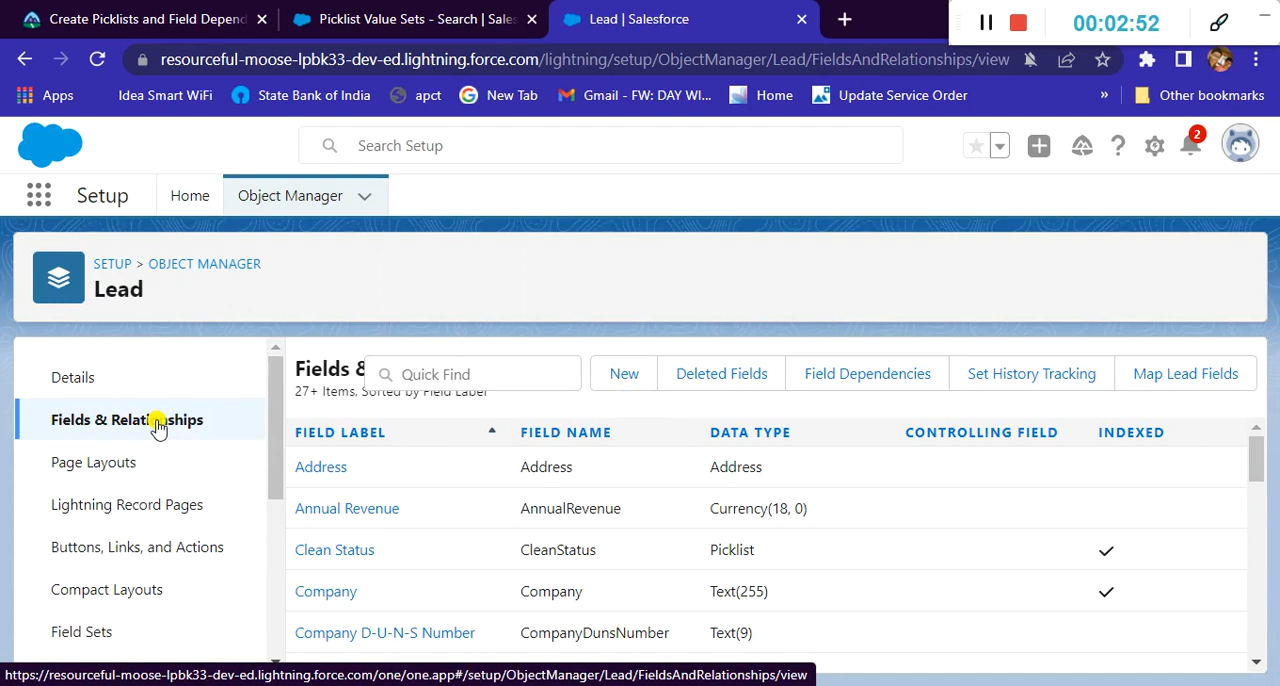 Create Picklists and Field Depend
Picklist Value Sets - Search | Sales
Lead | Salesforce
00:02:52
resourceful-moose-lpbk33-dev-ed.lightning.force.com/lightning/setup/ObjectManager/Lead/FieldsAndRelationships/view
Apps
Idea Smart WiFi
State Bank of India
apct
New Tab
Gmail - FW: DAY WI...
Home
Update Service Order
»
Other bookmarks
Search Setup
2
Setup
Home
Object Manager
SETUP > OBJECT MANAGER
Lead
Details
Fields & Relationships
Page Layouts
Lightning Record Pages
Buttons, Links, and Actions
Compact Layouts
Field Sets
Fields &
27+ Items, Sorted by Field Label
Quick Find
New
Deleted Fields
Field Dependencies
Set History Tracking
Map Lead Fields
FIELD LABEL FIELD NAME DATA TYPE CONTROLLING FIELD INDEXED
Address Address Address
Annual Revenue AnnualRevenue Currency(18, 0)
Clean Status CleanStatus Picklist
Company Company Text(255)
Company D-U-N-S Number CompanyDunsNumber Text(9)
https://resourceful-moose-lpbk33-dev-ed.lightning.force.com/one/one.app#/setup/ObjectManager/Lead/FieldsAndRelationships/view